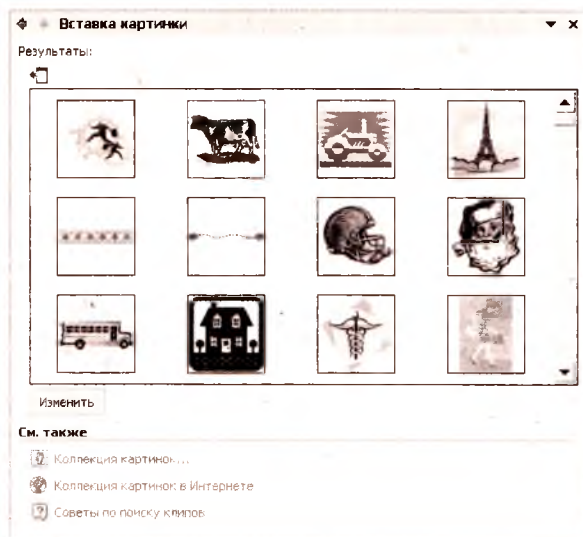 Вставка картинки
Результаты:
Изменить
См. также
Коллекция картинок...
Коллекция картинок в Интернете
Советы по поиску клипов